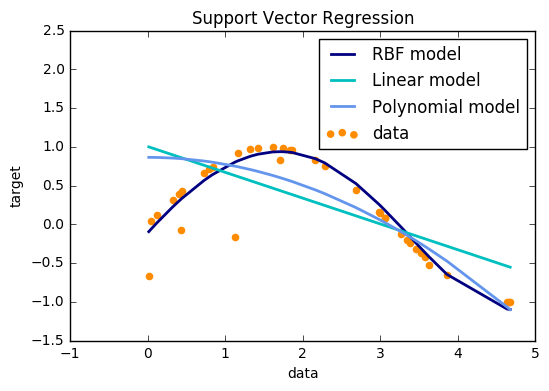 Support Vector Regression
RBF model
Linear model
Polynomial model
data
2.5
2.0
1.5
1.0
0.5
0.0
−0.5
−1.0
−1.5
target
−1 0 1 2 3 4 5
data